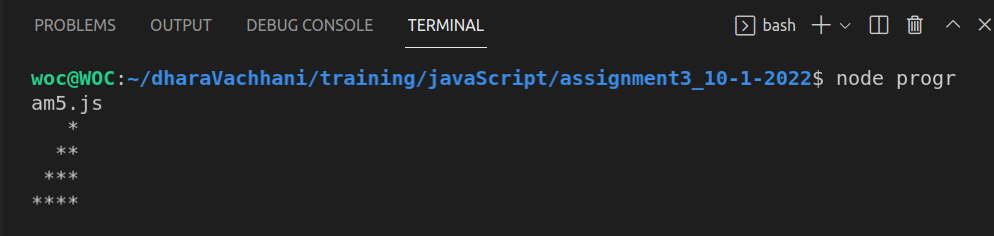 PROBLEMS OUTPUT DEBUG CONSOLE TERMINAL bash
woc@WOC:~/dharaVachhani/training/javaScript/assignment3_10-1-2022$ node progr
am5.js
   *
  **
 ***
****